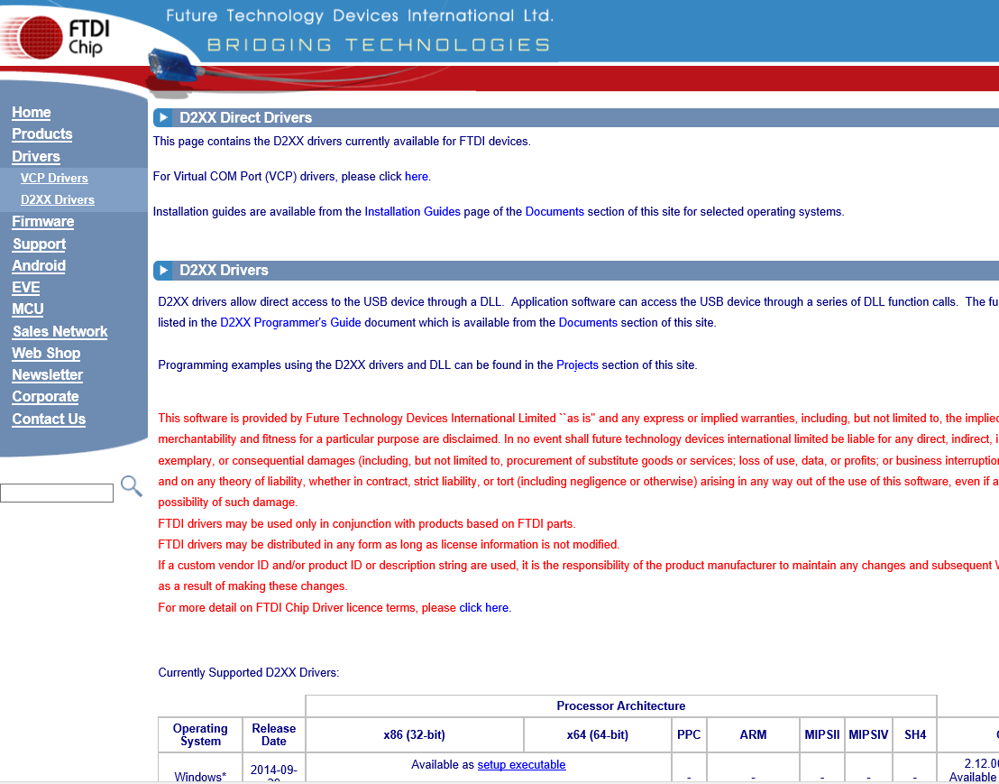 Future Technology Devices International Ltd.
FTDI
Chip
BRIDGING TECHNOLOGIES
Home
Products
Drivers
VCP Drivers
D2XX Drivers
Firmware
Support
Android
EVE
MCU
Sales Network
Web Shop
Newsletter
Corporate
Contact Us
D2XX Direct Drivers
This page contains the D2XX drivers currently available for FTDI devices.
For Virtual COM Port (VCP) drivers, please click here.
Installation guides are available from the Installation Guides page of the Documents section of this site for selected operating systems.
D2XX Drivers
D2XX drivers allow direct access to the USB device through a DLL.  Application software can access the USB device through a series of DLL function calls.  The fu
listed in the D2XX Programmer's Guide document which is available from the Documents section of this site.
Programming examples using the D2XX drivers and DLL can be found in the Projects section of this site.
This software is provided by Future Technology Devices International Limited ``as is'' and any express or implied warranties, including, but not limited to, the implied
merchantability and fitness for a particular purpose are disclaimed. In no event shall future technology devices international limited be liable for any direct, indirect, i
exemplary, or consequential damages (including, but not limited to, procurement of substitute goods or services; loss of use, data, or profits; or business interruption
and on any theory of liability, whether in contract, strict liability, or tort (including negligence or otherwise) arising in any way out of the use of this software, even if a
possibility of such damage.
FTDI drivers may be used only in conjunction with products based on FTDI parts.
FTDI drivers may be distributed in any form as long as license information is not modified.
If a custom vendor ID and/or product ID or description string are used, it is the responsibility of the product manufacturer to maintain any changes and subsequent W
as a result of making these changes.
For more detail on FTDI Chip Driver licence terms, please click here.
Currently Supported D2XX Drivers:
Processor Architecture
Operating System
Release Date
x86 (32-bit)
x64 (64-bit)
PPC
ARM
MIPSII
MIPSIV
SH4
Windows*
2014-09-
Available as setup executable
-
-
-
-
-
2.12.0
Available